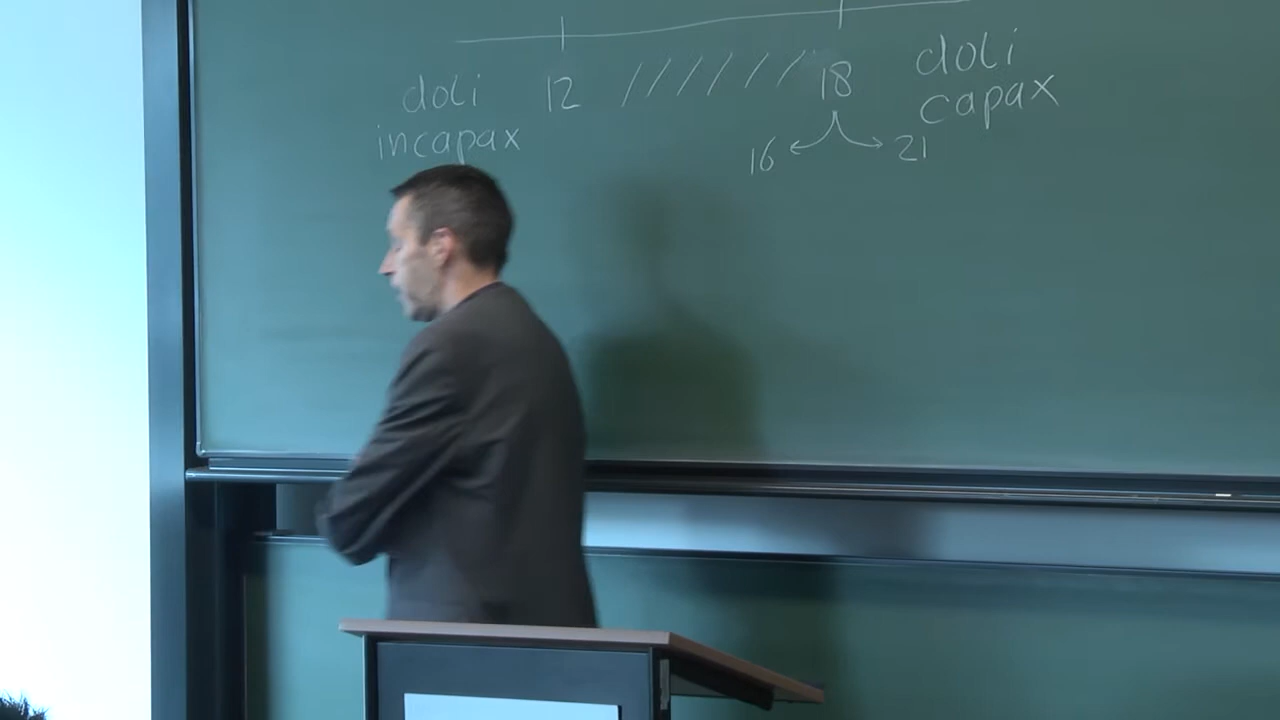 doli incapax
12 ////// 18
doli capax
16 21